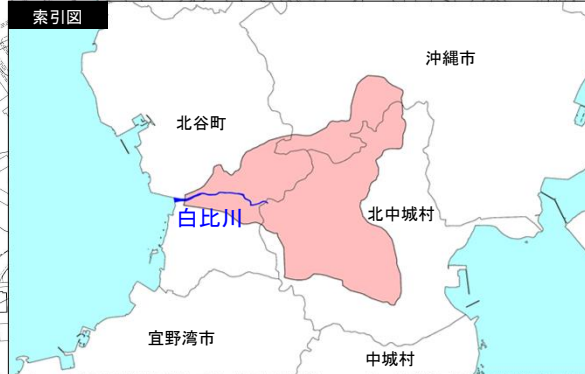 索引図
沖縄市
北谷町
白比川
北中城村
宜野湾市
中城村